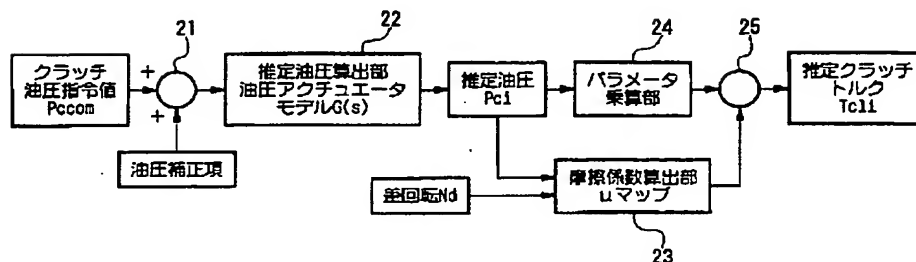 21
22
24
25
クラッチ
油圧指令値
Pccom
+
+
推定油圧算出部
油圧アクチュエータ
モデルG(s)
推定油圧
Pci
パラメータ
乗算部
推定クラッチ
トルク
Tcli
油圧補正項
差回転Nd
摩擦係数算出部
μマップ
23